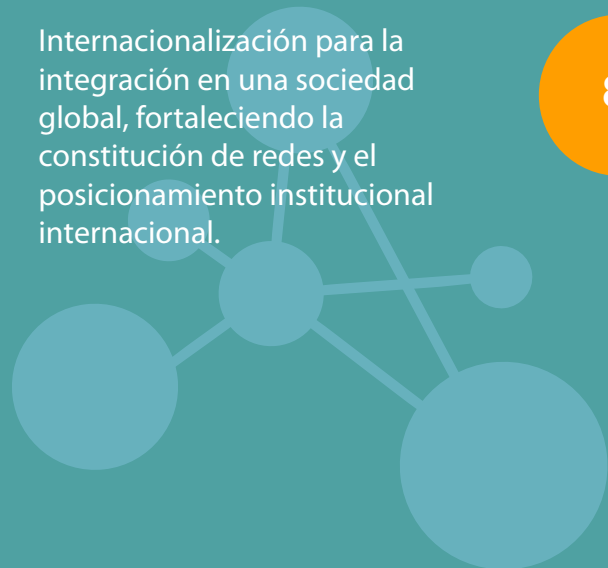 Internacionalización para la
integración en una sociedad
global, fortaleciendo la
constitución de redes y el
posicionamiento institucional
internacional.